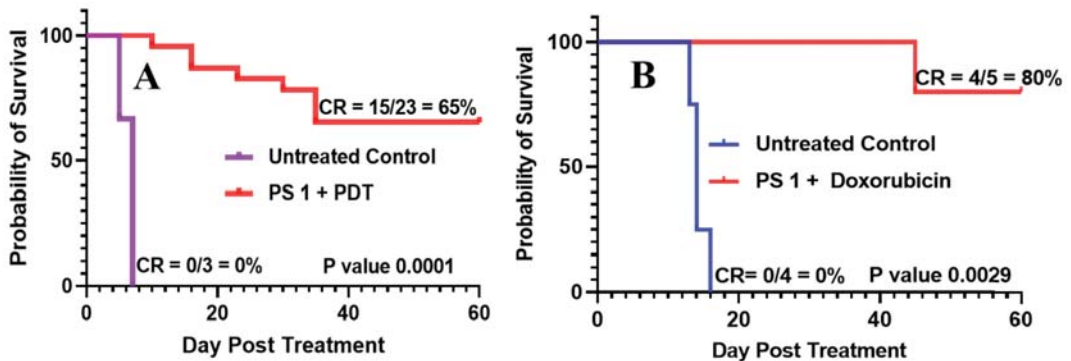 Probability of Survival
100
50
0
A
CR = 15/23 = 65%
Untreated Control
PS 1 + PDT
CR = 0/3 = 0%
P value 0.0001
0
20
40
60
Day Post Treatment
Probability of Survival
100
50
0
B
CR = 4/5 = 80%
Untreated Control
PS 1 + Doxorubicin
CR= 0/4 = 0%
P value 0.0029
0
20
40
60
Day Post Treatment